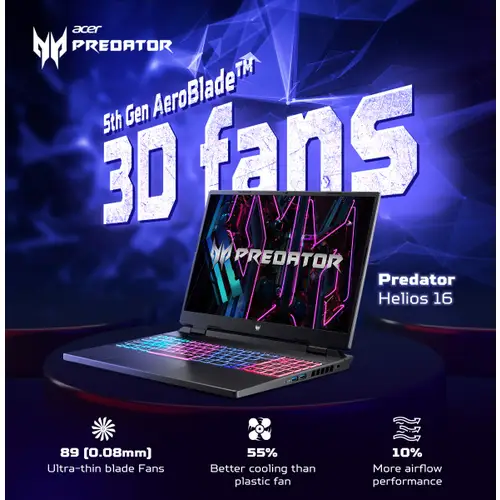 acer
PREDATOR
5th Gen AeroBlade™
3D fans
PREDATOR
Predator
Helios 16
89 (0.08mm)
Ultra-thin blade Fans
55%
Better cooling than
plastic fan
10%
More airflow
performance